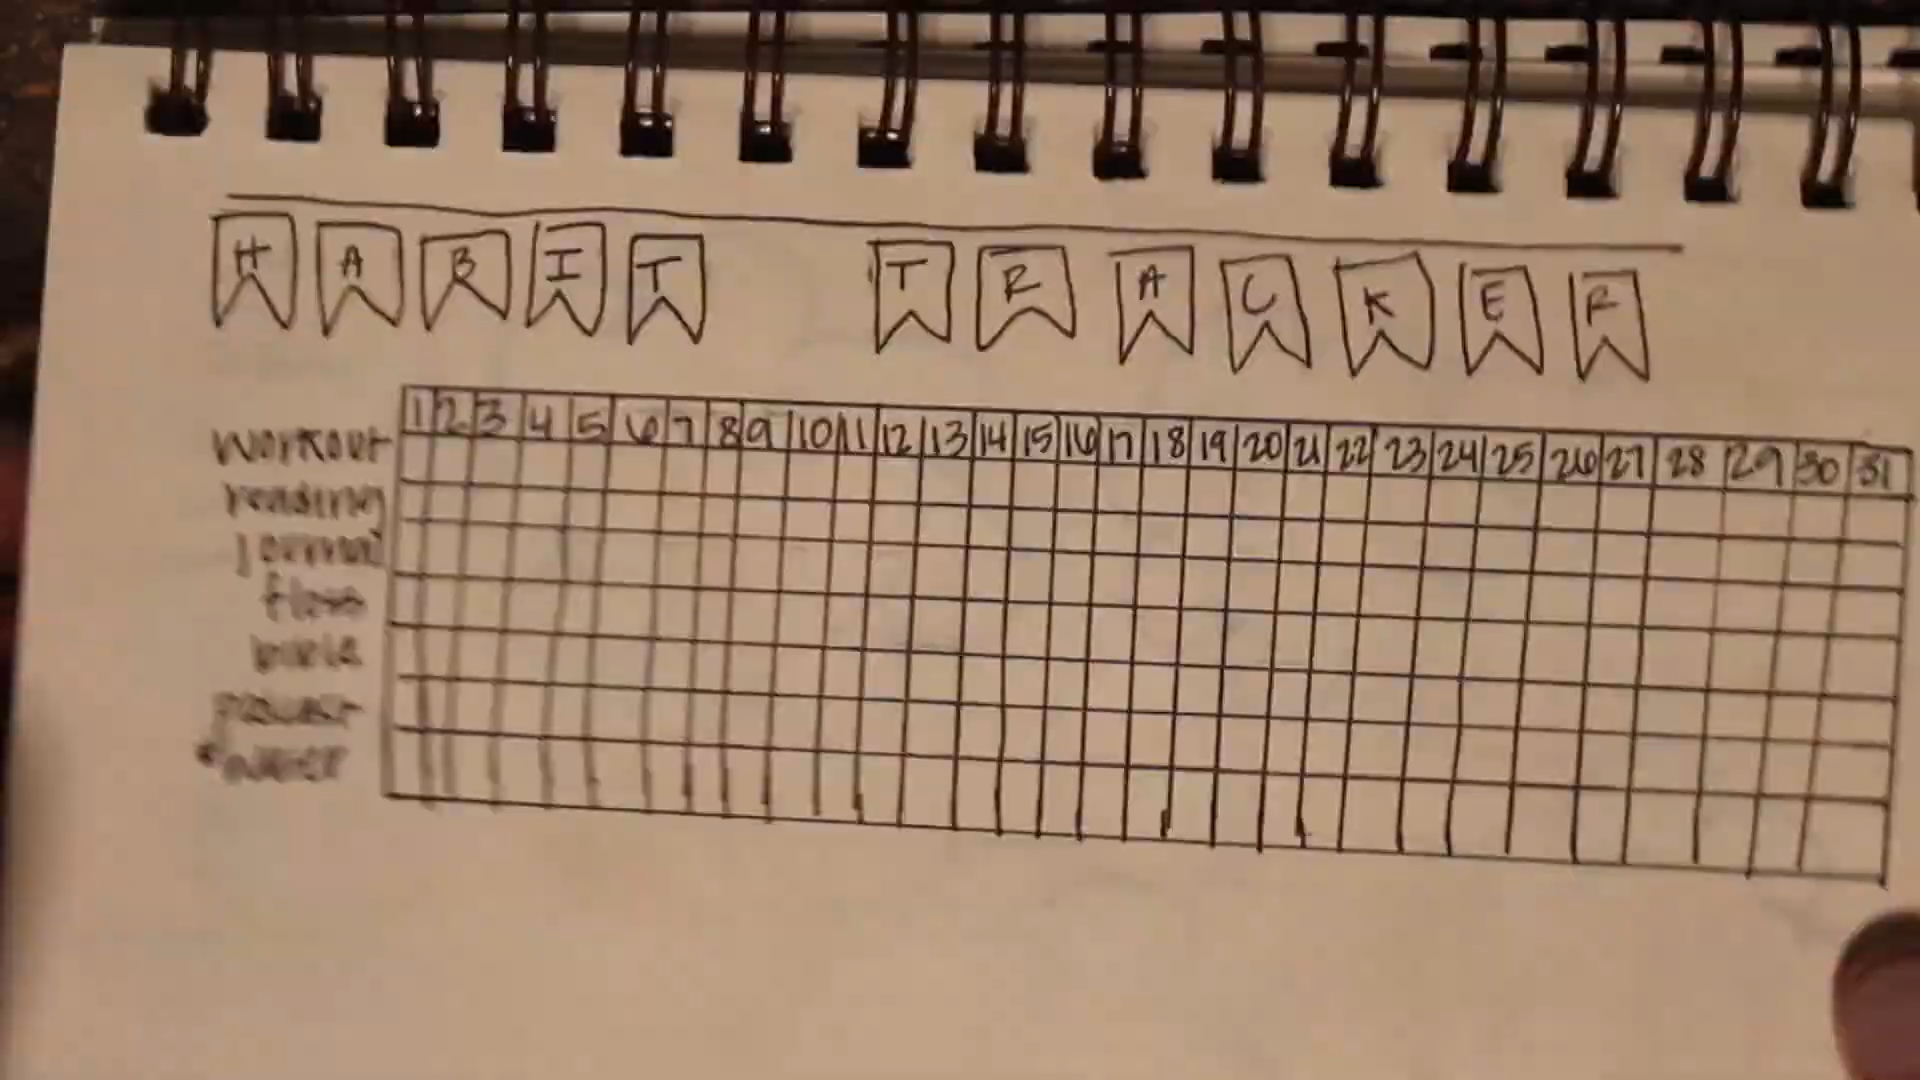 HABIT TRACKER
1 2 3 4 5 6 7 8 9 10 11 12 13 14 15 16 17 18 19 20 21 22 23 24 25 26 27 28 29 30 31
workout
reading
journal
floss
bible